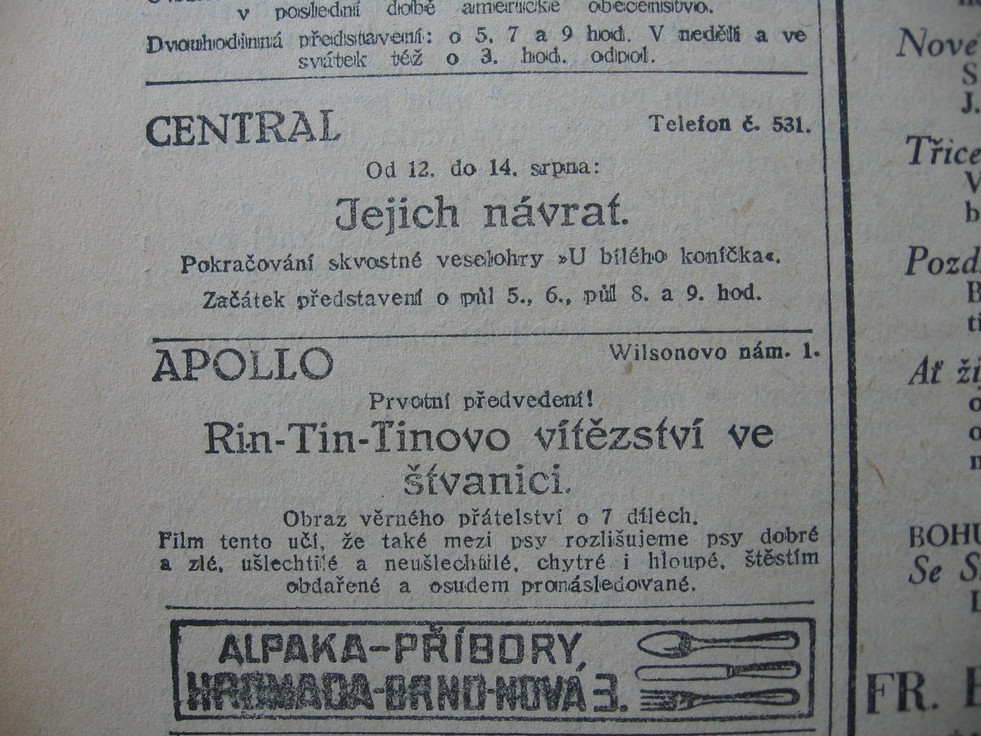 v poslední době americké obecenstvo.
Dvouhodinná představení: o 5, 7 a 9 hod. V neděli a ve
svátek též o 3. hod. odpol.
CENTRAL
Telefon č. 531.
Od 12. do 14. srpna:
Jejich návrat.
Pokračování skvostné veselohry »U bílého koníčka«.
Začátek představení o půl 5., 6., půl 8. a 9. hod.
APOLLO
Wilsonovo nám. 1.
Prvotní předvedení!
Rin-Tin-Tinovo vítězství ve
štvanici.
Obraz věrného přátelství o 7 dílech.
Film tento učí, že také mezi psy rozlišujeme psy dobré
a zlé, ušlechtilé a neušlechtilé, chytré i hloupé, štěstím
obdařené a osudem pronásledované.
ALPAKA-PŘÍBORY,
HROMADA-BRNO-NOVÁ 3.
Nové
S
J.
Třice
V
b
Pozd
B
ti
Ať ži
o
o
n
BOHU
Se S
L
FR.